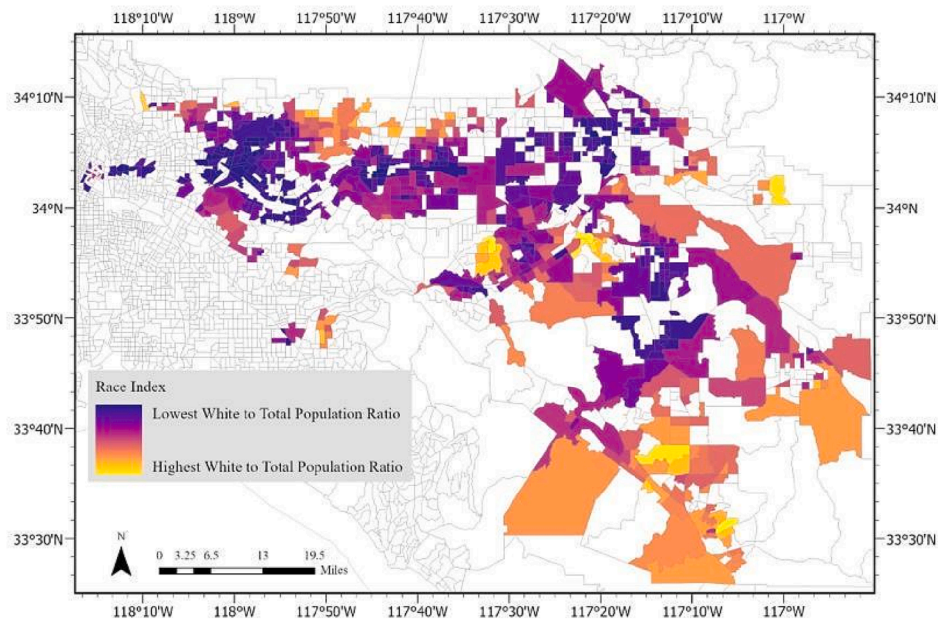 118°10'W 118°W 117°50'W 117°40'W 117°30'W 117°20'W 117°10'W 117°W
34°10'N 34°10'N
34°N 34°N
33°50'N 33°50'N
Race Index
Lowest White to Total Population Ratio
33°40'N 33°40'N
Highest White to Total Population Ratio
33°30'N 33°30'N
N
0 3.25 6.5 13 19.5
Miles
118°10'W 118°W 117°50'W 117°40'W 117°30'W 117°20'W 117°10'W 117°W